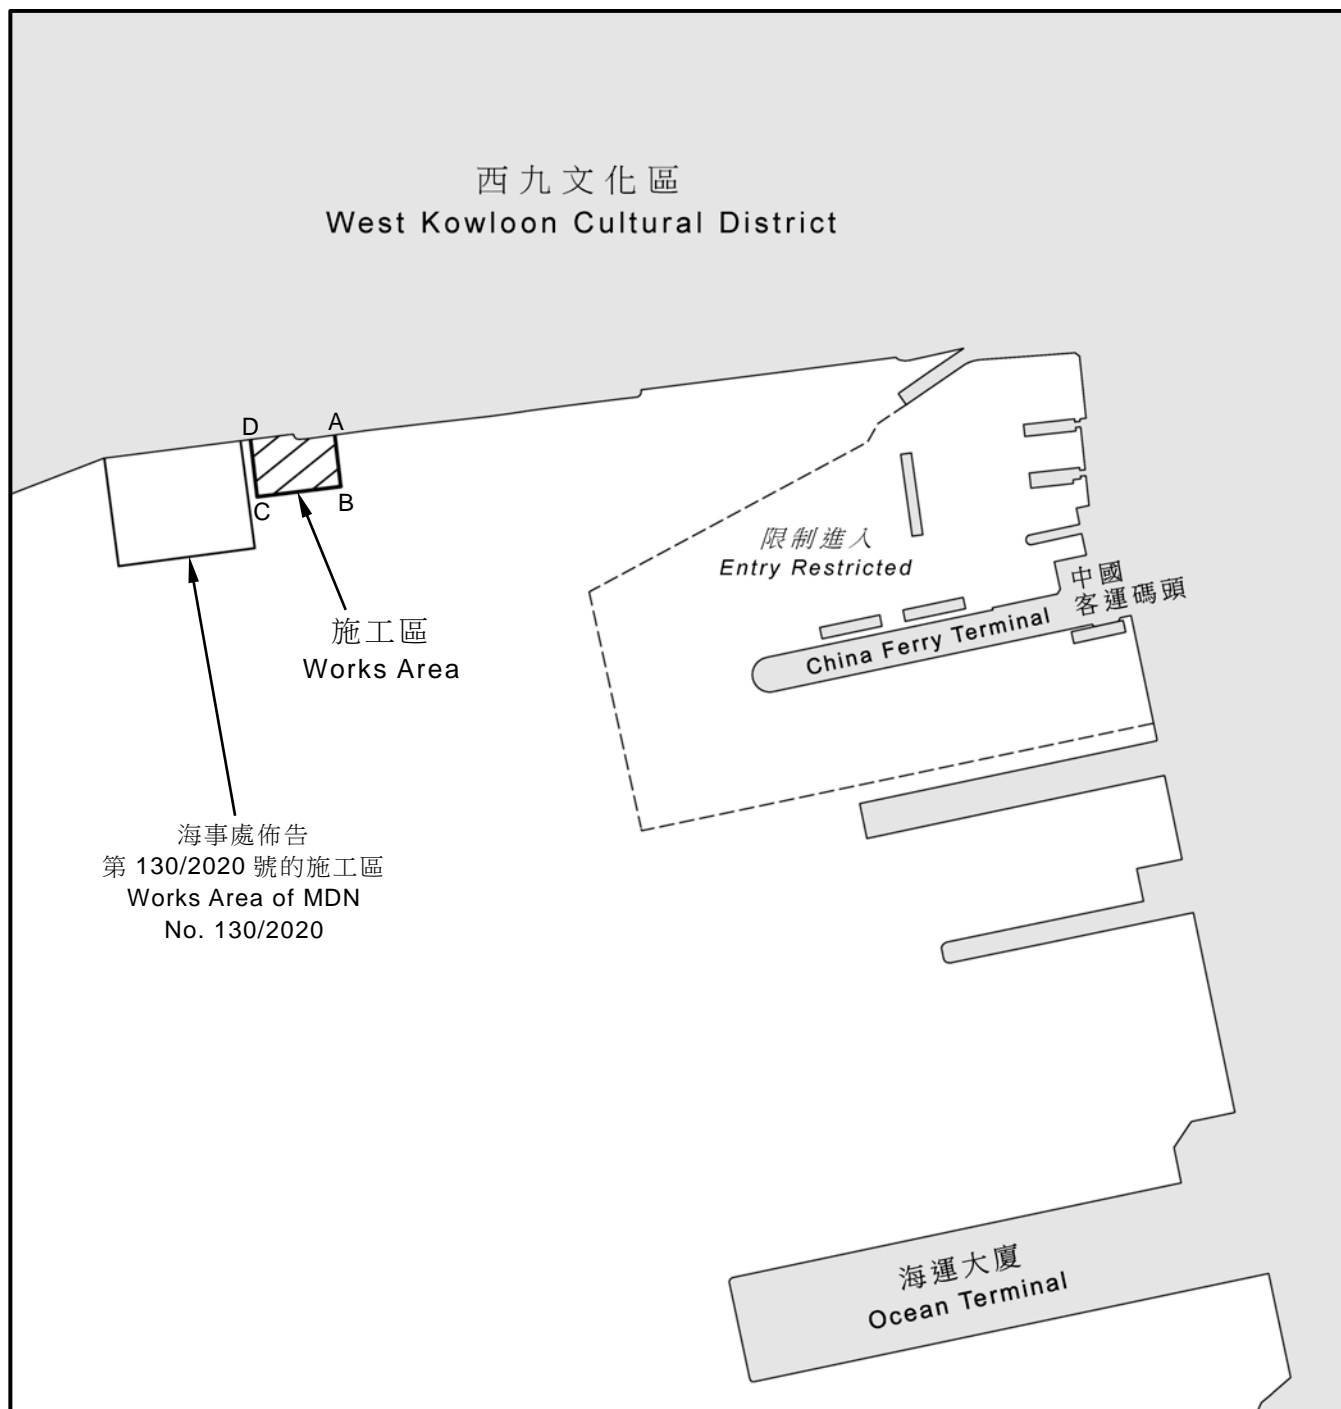 西九文化區
West Kowloon Cultural District
D
A
C
B
限制進入
Entry Restricted
中國
客運碼頭
China Ferry Terminal
施工區
Works Area
海事處佈告
第 130/2020 號的施工區
Works Area of MDN
No. 130/2020
海運大廈
Ocean Terminal